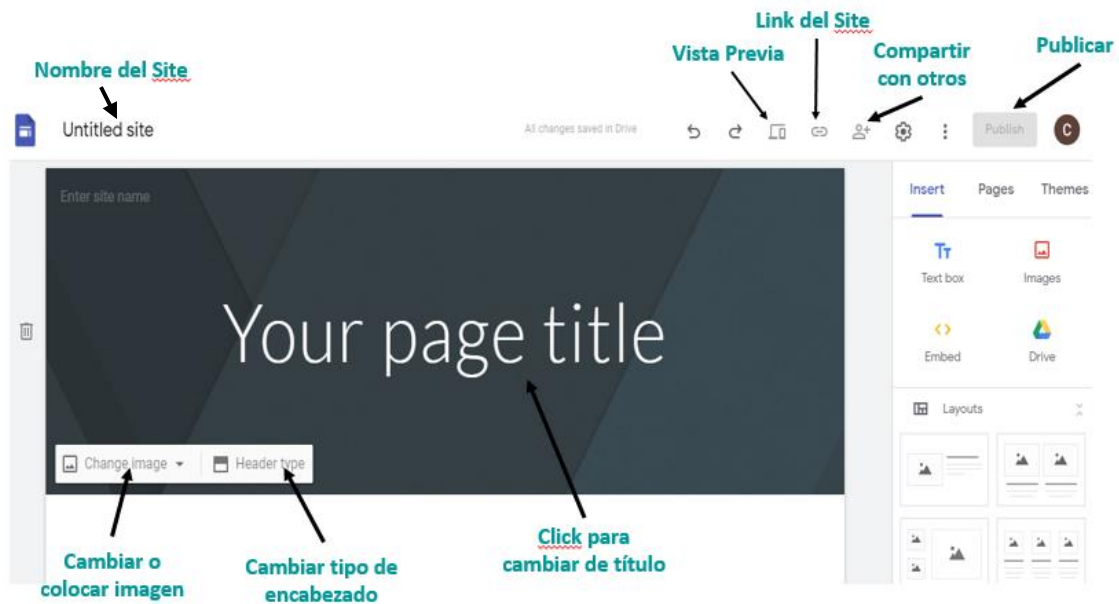 Link del Site
Vista Previa
Compartir
con otros
Publicar
Nombre del Site
Untitled site
All changes saved in Drive
Publish
C
Enter site name
Insert
Pages
Themes
Your page title
Text box
Images
Embed
Drive
Layouts
Change image
Header type
Click para
cambiar de título
Cambiar o
colocar imagen
Cambiar tipo de
encabezado